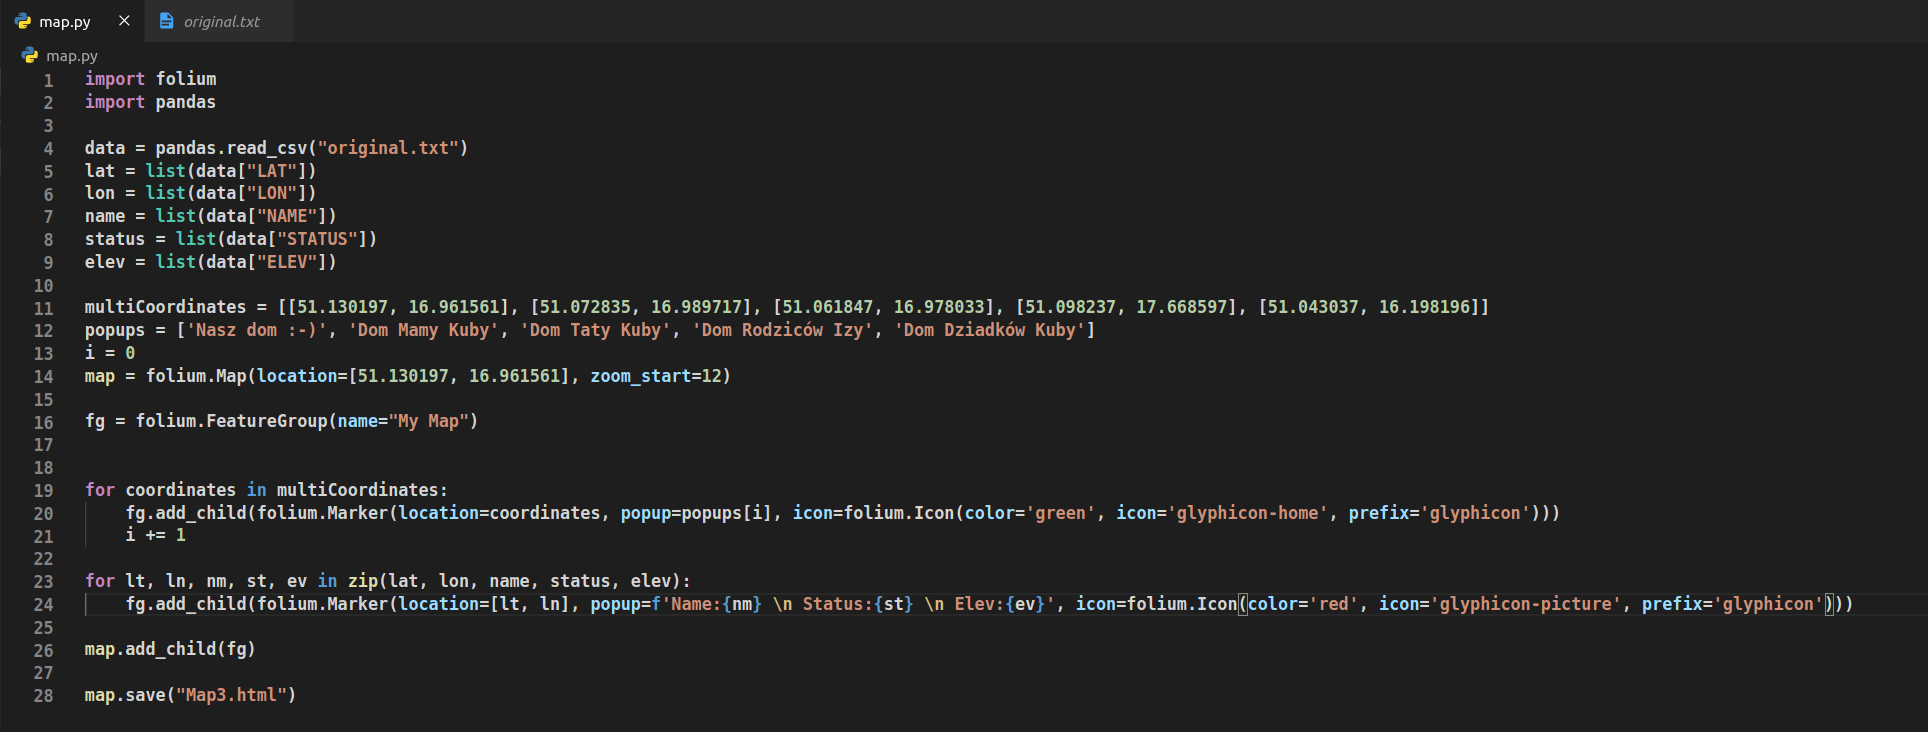 map.py
original.txt
map.py
1 import folium
2 import pandas
3
4 data = pandas.read_csv("original.txt")
5 lat = list(data["LAT"])
6 lon = list(data["LON"])
7 name = list(data["NAME"])
8 status = list(data["STATUS"])
9 elev = list(data["ELEV"])
10
11 multiCoordinates = [[51.130197, 16.961561], [51.072835, 16.989717], [51.061847, 16.978033], [51.098237, 17.668597], [51.043037, 16.198196]]
12 popups = ['Nasz dom :-)', 'Dom Mamy Kuby', 'Dom Taty Kuby', 'Dom Rodziców Izy', 'Dom Dziadków Kuby']
13 i = 0
14 map = folium.Map(location=[51.130197, 16.961561], zoom_start=12)
15
16 fg = folium.FeatureGroup(name="My Map")
17
18
19 for coordinates in multiCoordinates:
20     fg.add_child(folium.Marker(location=coordinates, popup=popups[i], icon=folium.Icon(color='green', icon='glyphicon-home', prefix='glyphicon')))
21     i += 1
22
23 for lt, ln, nm, st, ev in zip(lat, lon, name, status, elev):
24     fg.add_child(folium.Marker(location=[lt, ln], popup=f'Name:{nm} \n Status:{st} \n Elev:{ev}', icon=folium.Icon(color='red', icon='glyphicon-picture', prefix='glyphicon')))
25
26 map.add_child(fg)
27
28 map.save("Map3.html")